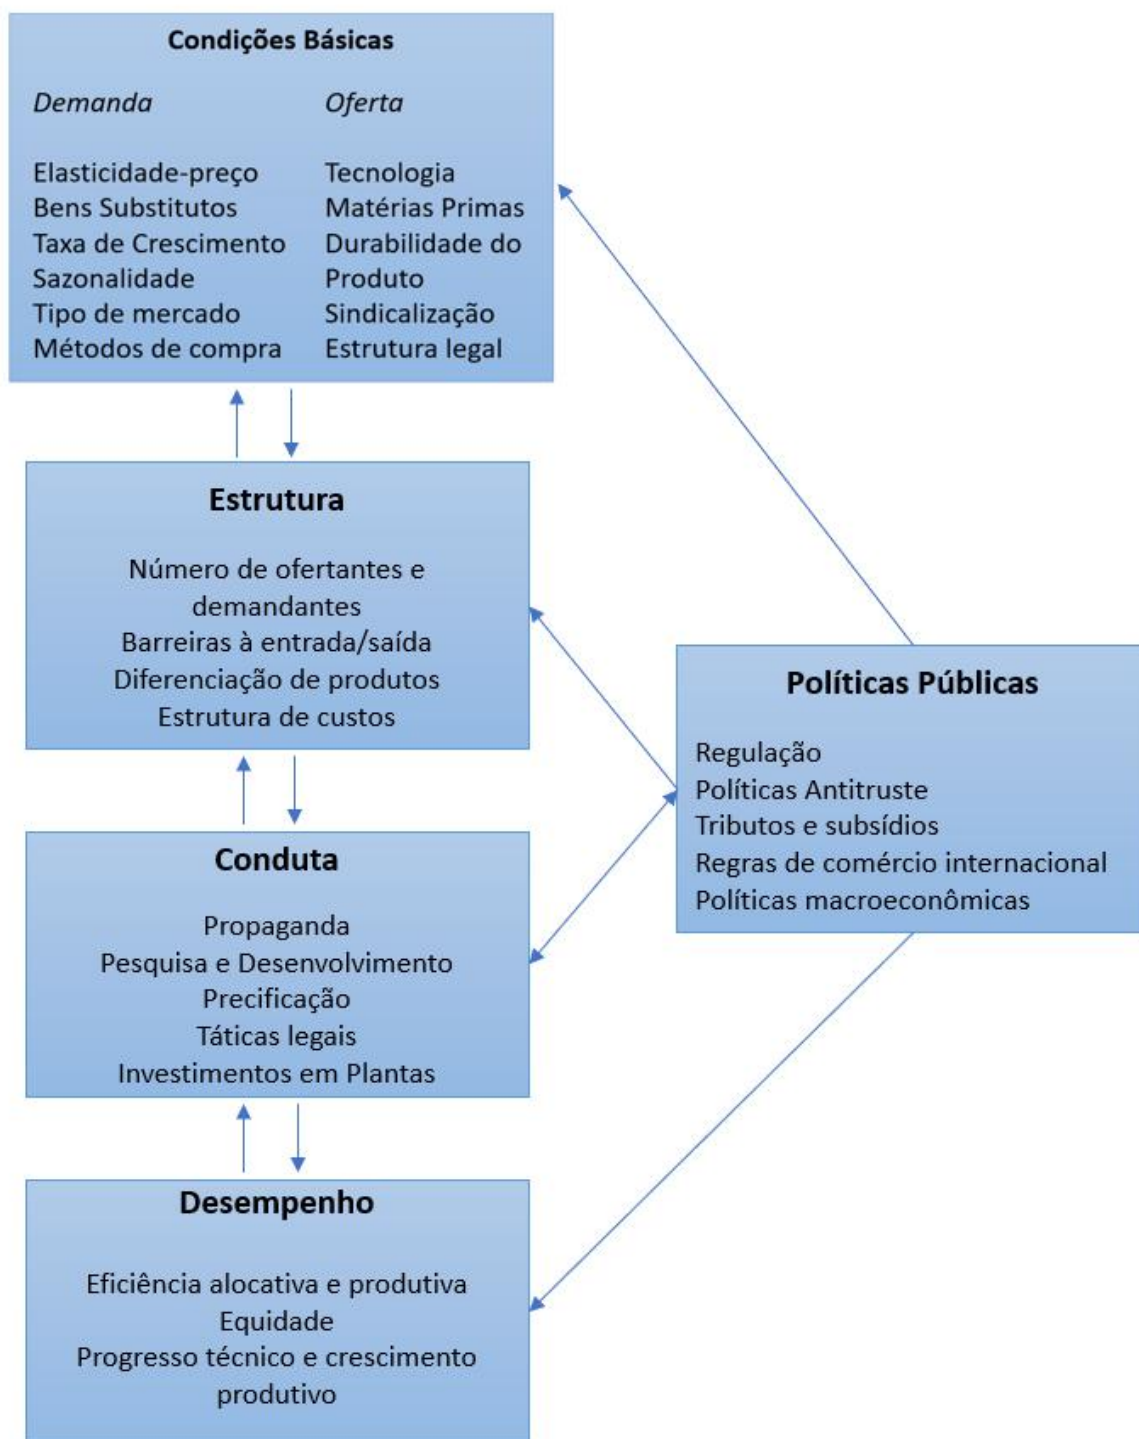 Condições Básicas
Demanda
Elasticidade-preço
Bens Substitutos
Taxa de Crescimento
Sazonalidade
Tipo de mercado
Métodos de compra
Oferta
Tecnologia
Matérias Primas
Durabilidade do
Produto
Sindicalização
Estrutura legal
Estrutura
Número de ofertantes e
demandantes
Barreiras à entrada/saída
Diferenciação de produtos
Estrutura de custos
Políticas Públicas
Regulação
Políticas Antitruste
Tributos e subsídios
Regras de comércio internacional
Políticas macroeconômicas
Conduta
Propaganda
Pesquisa e Desenvolvimento
Precificação
Táticas legais
Investimentos em Plantas
Desempenho
Eficiência alocativa e produtiva
Equidade
Progresso técnico e crescimento
produtivo